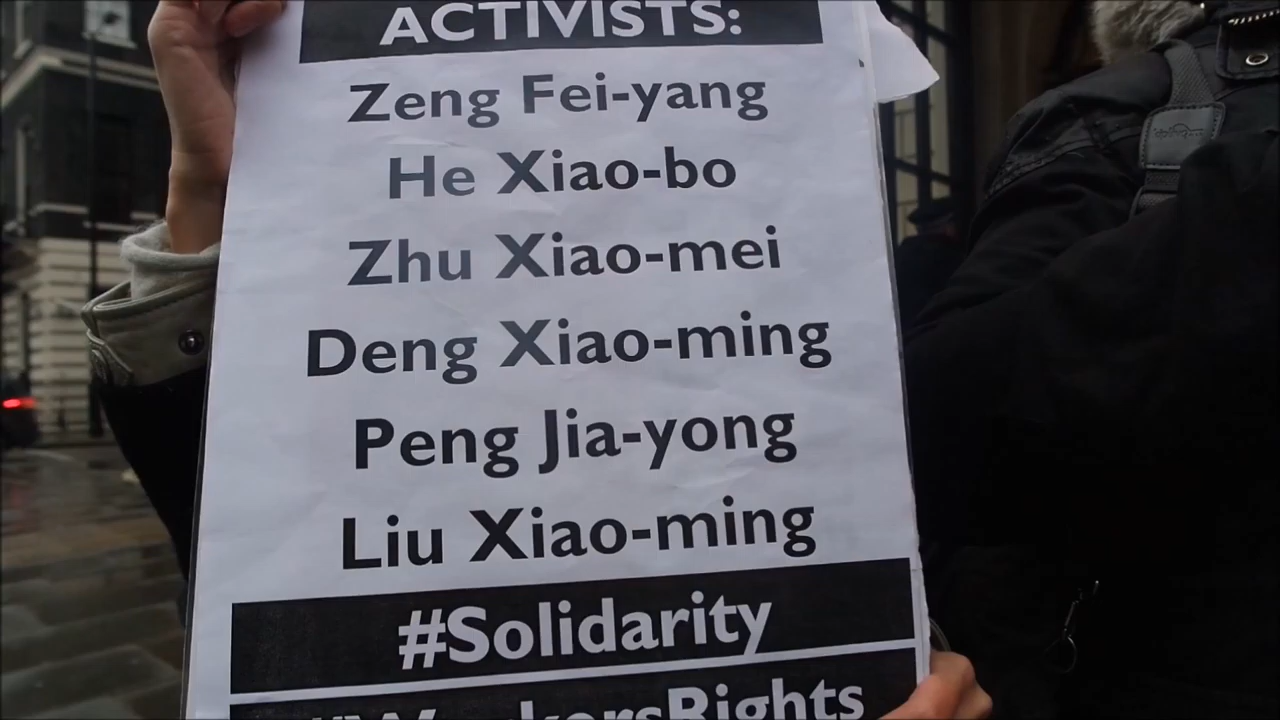 ACTIVISTS:
Zeng Fei-yang
He Xiao-bo
Zhu Xiao-mei
Deng Xiao-ming
Peng Jia-yong
Liu Xiao-ming
#Solidarity
#WorkersRights